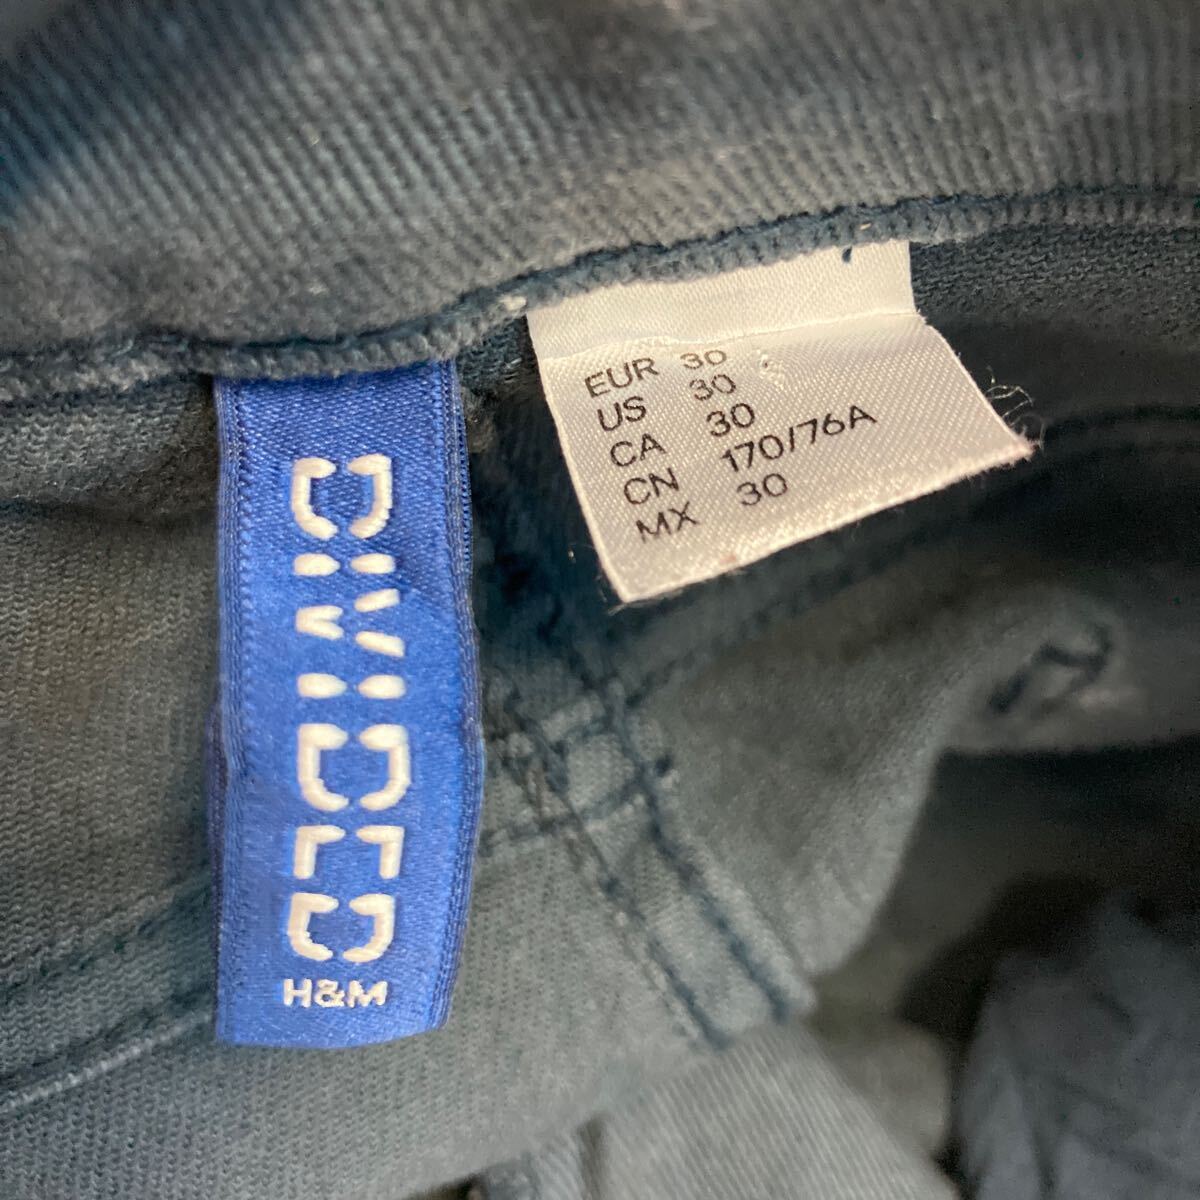 DIVIDED
H&M
EUR 30
US 30
CA 30
CN 170/76A
MX 30